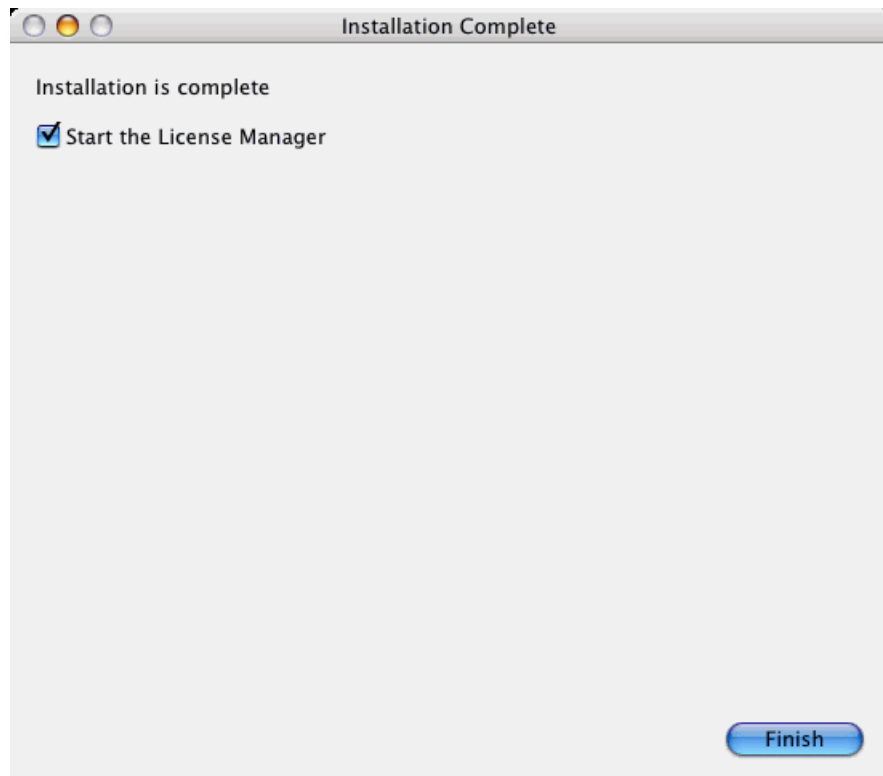 Installation Complete
Installation is complete
Start the License Manager
Finish